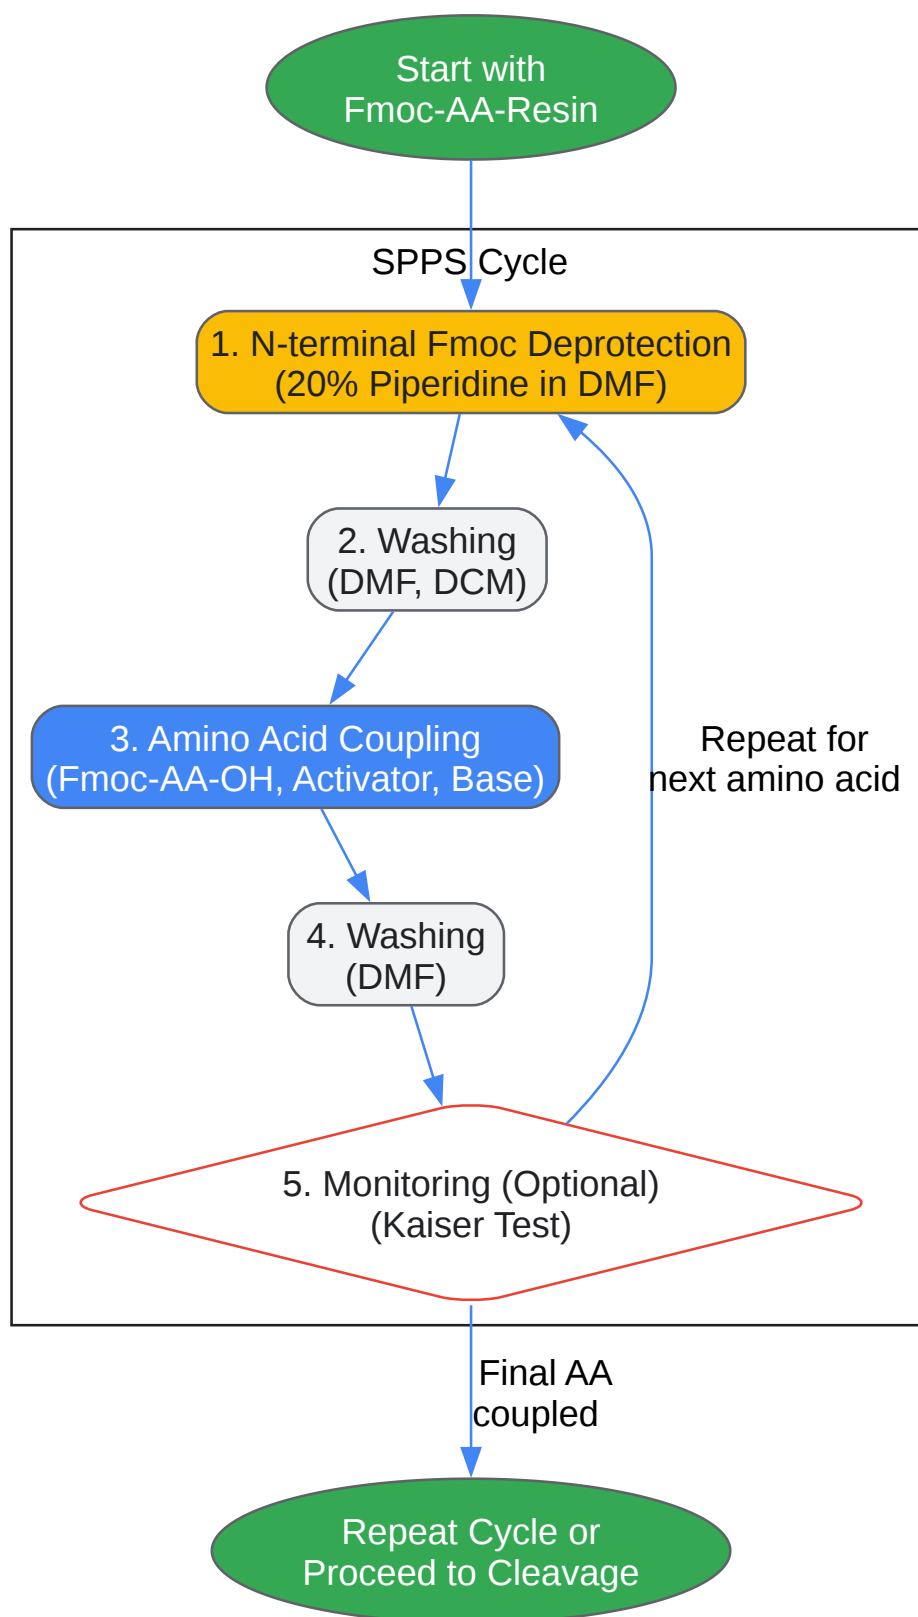 Start with
Fmoc-AA-Resin
SPPS Cycle
1. N-terminal Fmoc Deprotection
(20% Piperidine in DMF)
2. Washing
(DMF, DCM)
3. Amino Acid Coupling
(Fmoc-AA-OH, Activator, Base)
Repeat for
next amino acid
4. Washing
(DMF)
5. Monitoring (Optional)
(Kaiser Test)
Final AA
coupled
Repeat Cycle or
Proceed to Cleavage